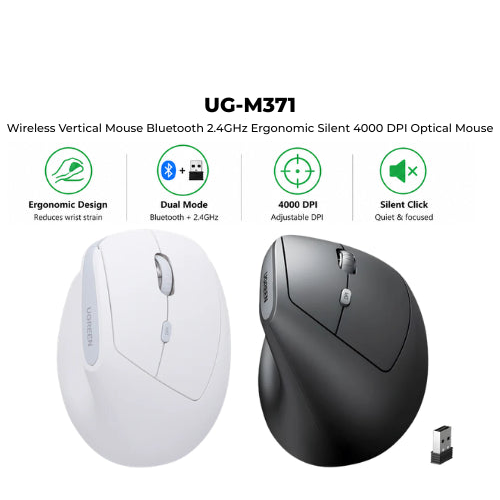 UG-M371
Wireless Vertical Mouse Bluetooth 2.4GHz Ergonomic Silent 4000 DPI Optical Mouse
Ergonomic Design
Reduces wrist strain
Dual Mode
Bluetooth + 2.4GHz
4000 DPI
Adjustable DPI
Silent Click
Quiet & focused
UGREEN
UGREEN